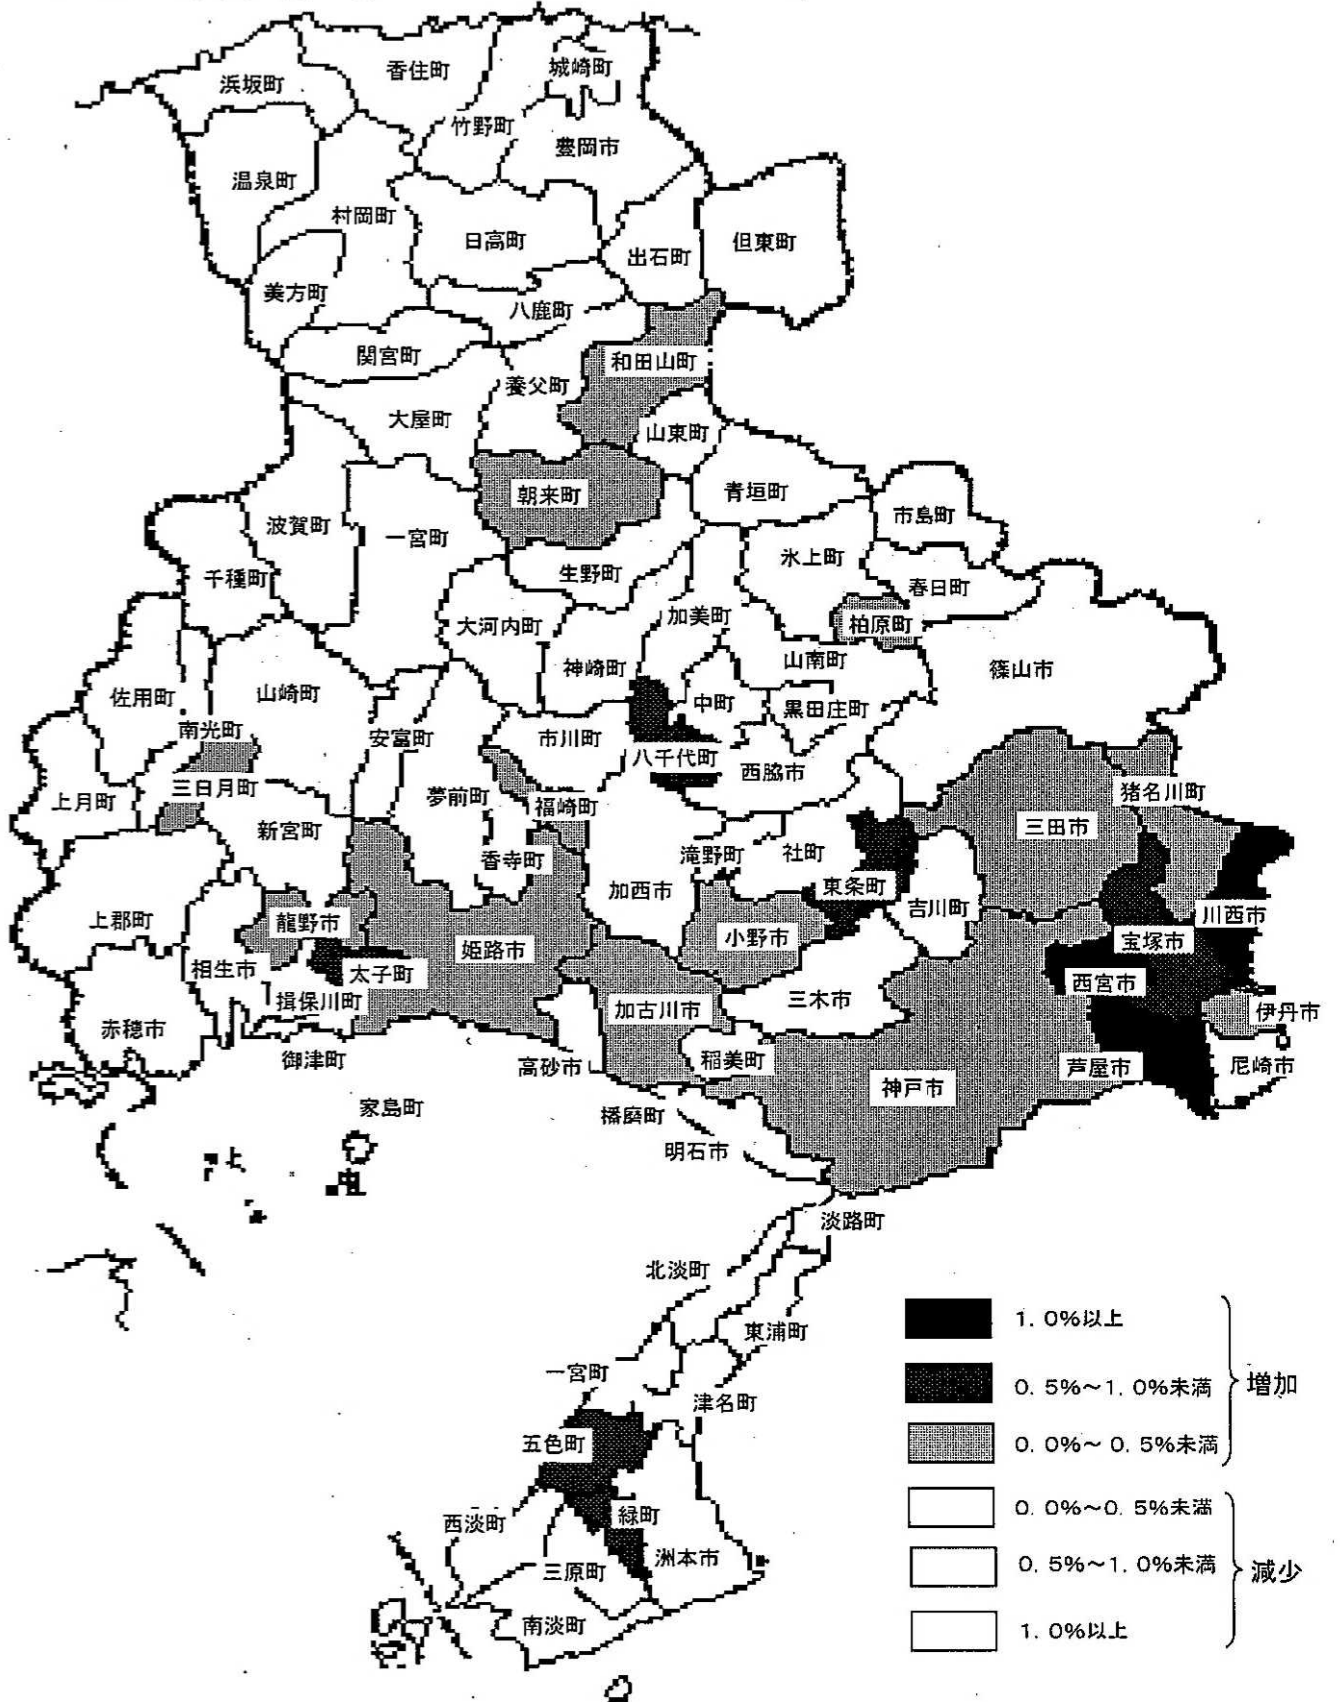 城崎町
香住町
浜坂町
竹野町
豊岡市
温泉町
村岡町
日高町
出石町
但東町
美方町
八鹿町
関宮町
和田山町
養父町
大屋町
山東町
朝来町
青垣町
市島町
波賀町
一宮町
氷上町
生野町
千種町
春日町
加美町
柏原町
大河内町
神崎町
山南町
篠山市
佐用町
山崎町
中町
黒田庄町
南光町
安富町
市川町
八千代町
西脇市
三日月町
上月町
夢前町
福崎町
猪名川町
新宮町
三田市
香寺町
滝野町
社町
東条町
加西市
吉川町
上郡町
龍野市
川西市
小野市
宝塚市
姫路市
相生市
太子町
西宮市
揖保川町
加古川市
三木市
伊丹市
赤穂市
御津町
高砂市
稲美町
芦屋市
尼崎市
神戸市
家島町
播磨町
明石市
淡路町
北淡町
東浦町
一宮町
津名町
五色町
西淡町
緑町
洲本市
三原町
南淡町
1.0%以上
0.5%～1.0%未満
増加
0.0%～0.5%未満
0.0%～0.5%未満
0.5%～1.0%未満
減少
1.0%以上